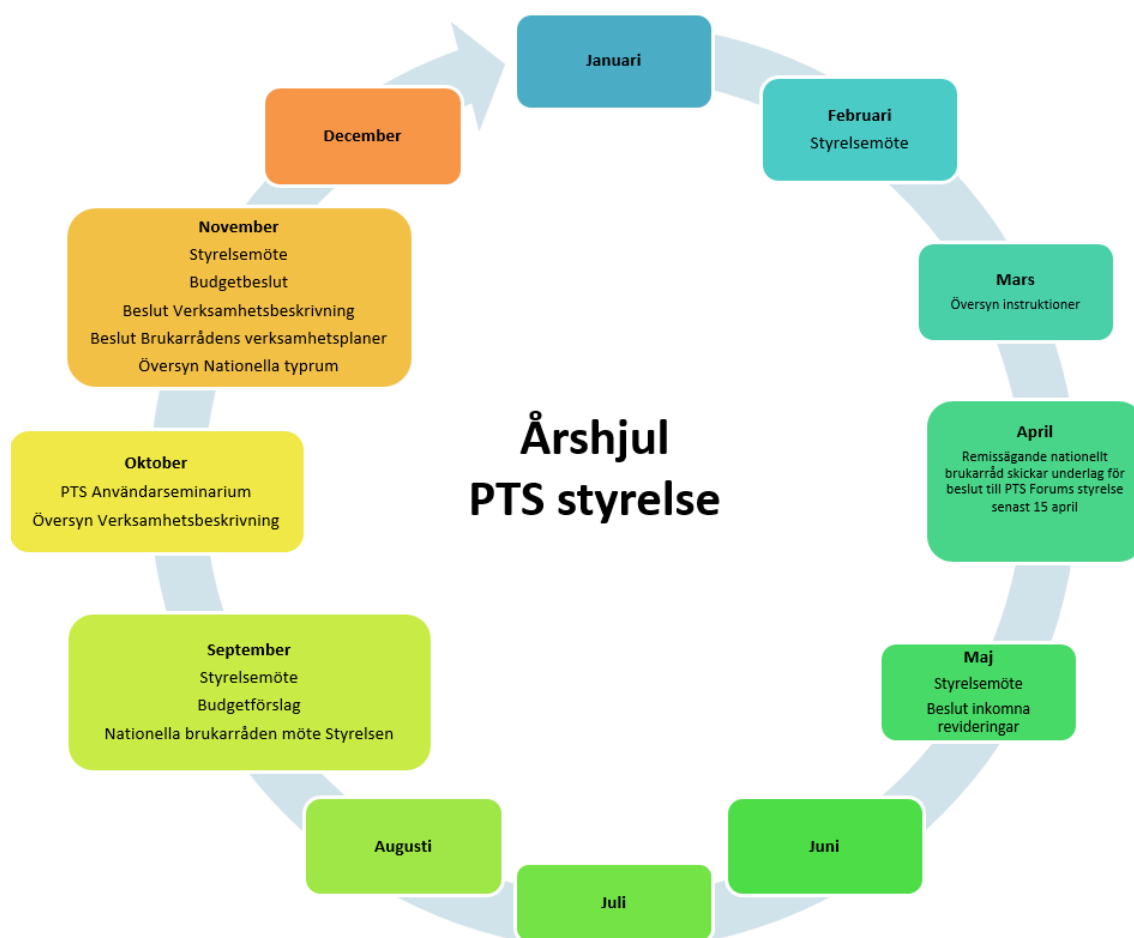 Januari
Februari
Styrelsemöte
Mars
Översyn instruktioner
April
Remissägande nationellt
brukarråd skickar underlag för
beslut till PTS Forums styrelse
senast 15 april
Maj
Styrelsemöte
Beslut inkomna
revideringar
Juni
Juli
Augusti
September
Styrelsemöte
Budgetförslag
Nationella brukarråden möte Styrelsen
Oktober
PTS Användarseminarium
Översyn Verksamhetsbeskrivning
November
Styrelsemöte
Budgetbeslut
Beslut Verksamhetsbeskrivning
Beslut Brukarrådens verksamhetsplaner
Översyn Nationella typrum
December
Årshjul
PTS styrelse